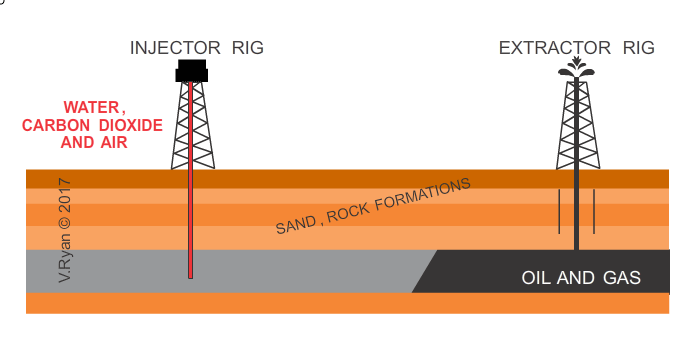 INJECTOR RIG
EXTRACTOR RIG
WATER,
CARBON DIOXIDE
AND AIR
SAND, ROCK FORMATIONS
V.Ryan © 2017
OIL AND GAS